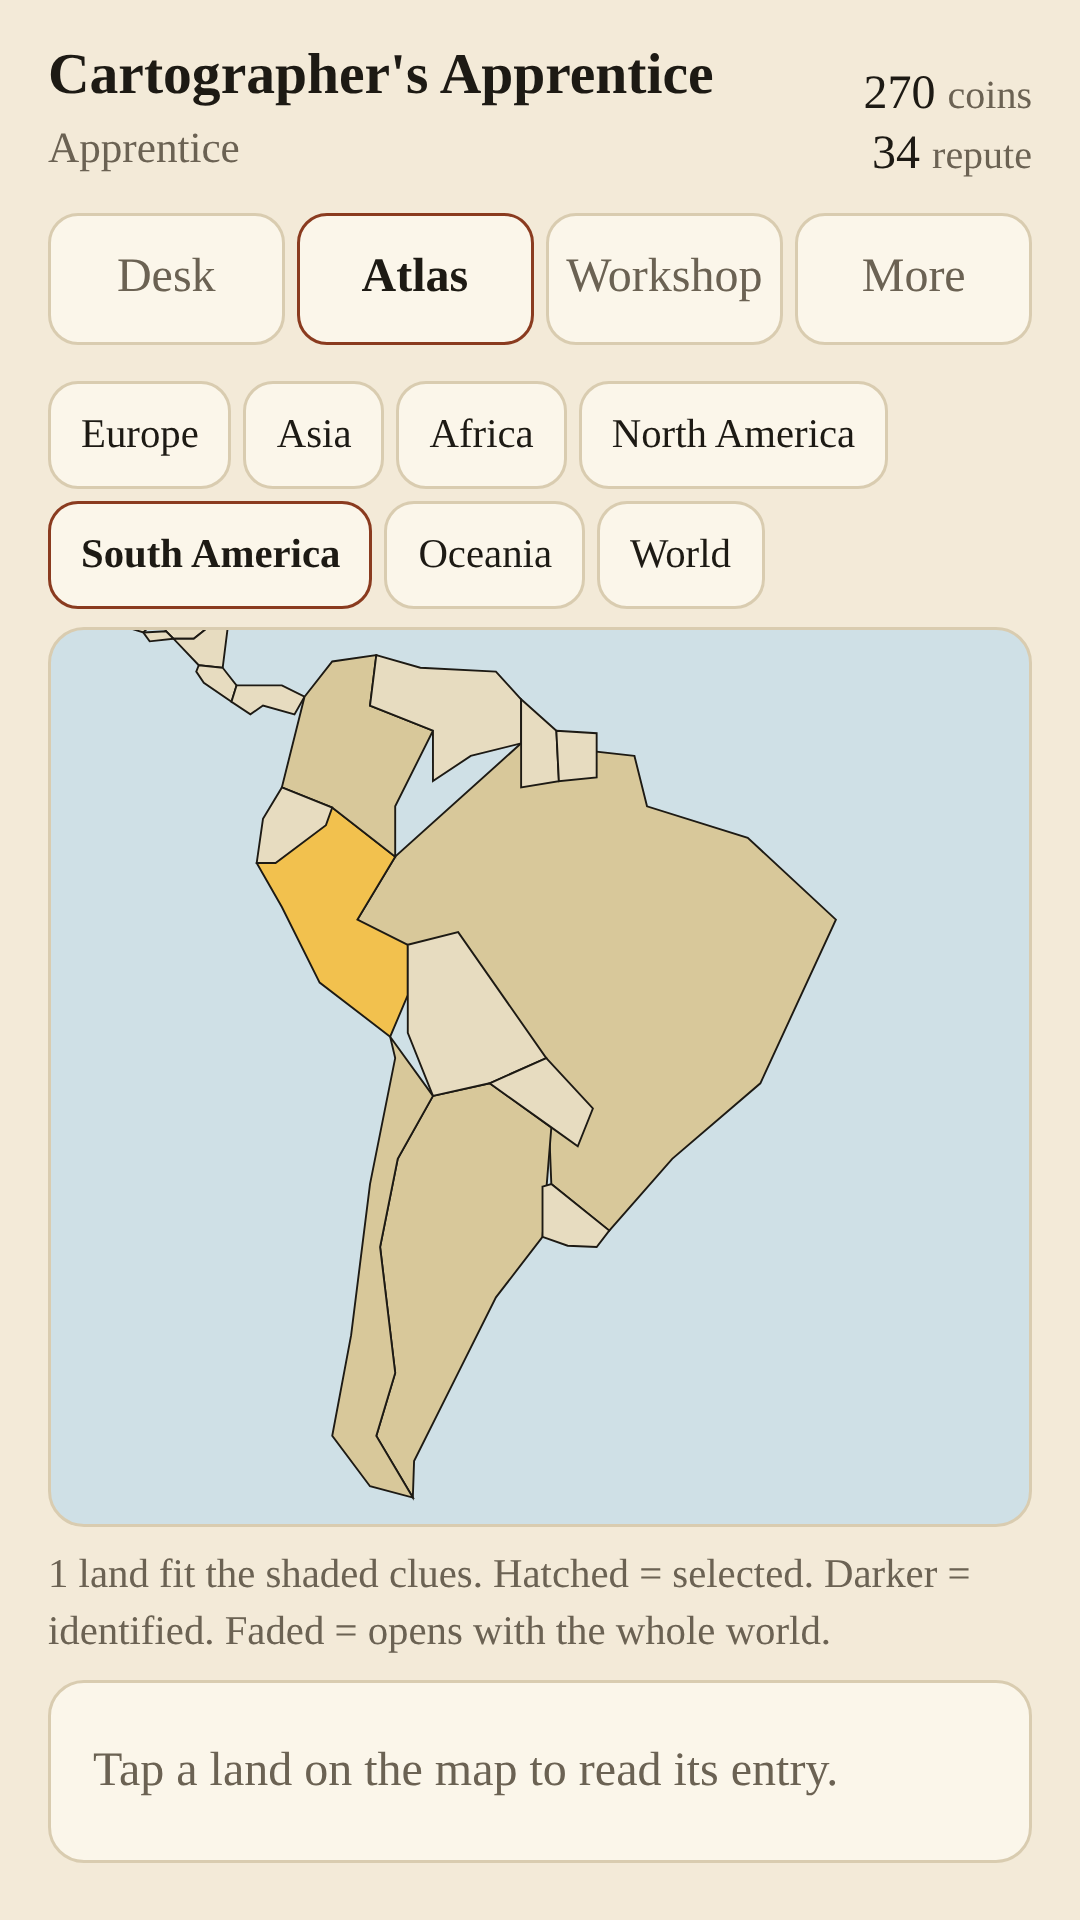 Cartographer's Apprentice
270 coins
Apprentice
34 repute
Desk
Atlas
Workshop
More
Europe
Asia
Africa
North America
South America
Oceania
World
1 land fit the shaded clues. Hatched = selected. Darker =
identified. Faded = opens with the whole world.
Tap a land on the map to read its entry.